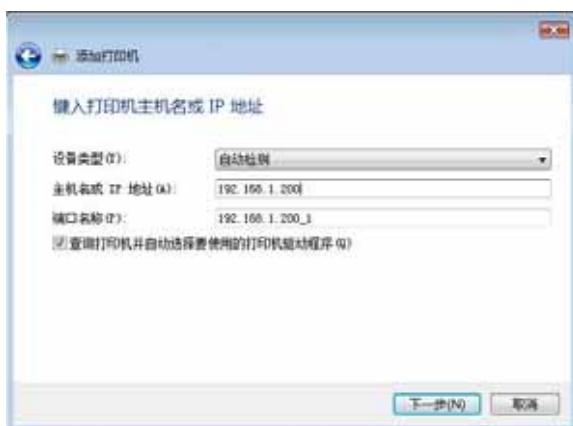 添加打印机
键入打印机主机名或 IP 地址
设备类型(T): 自动检测
主机名或 IP 地址(A): 192.168.1.200
端口名称(P): 192.168.1.200_1
查询打印机并自动选择要使用的打印机驱动程序(Q)
下一步(N) 取消